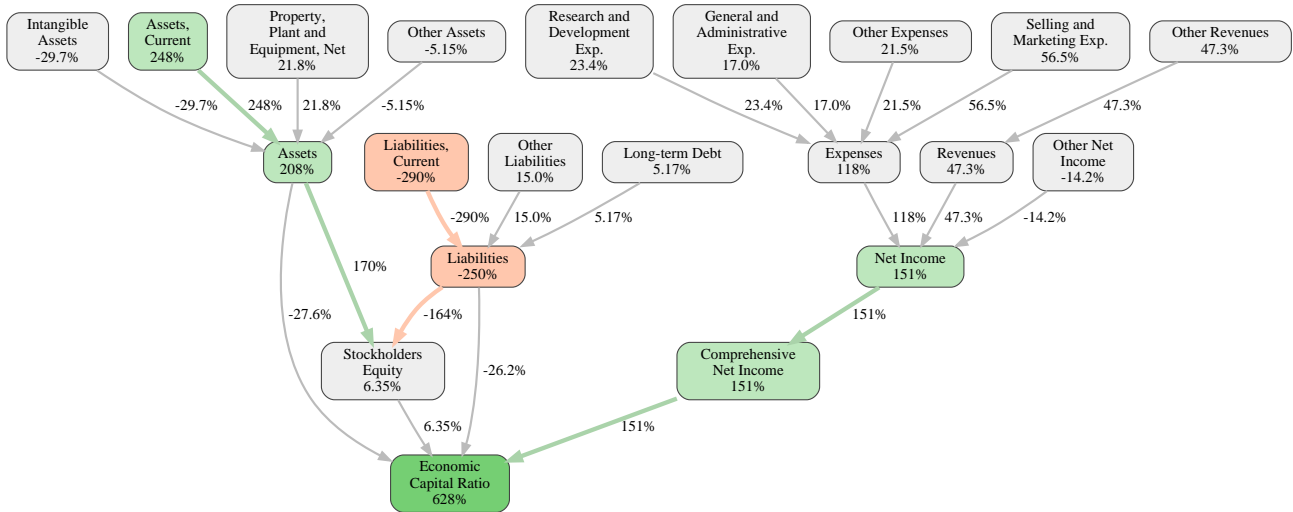 Intangible
Assets
-29.7%
Assets,
Current
248%
Property,
Plant and
Equipment, Net
21.8%
Other Assets
-5.15%
Research and
Development
Exp.
23.4%
General and
Administrative
Exp.
17.0%
Other Expenses
21.5%
Selling and
Marketing Exp.
56.5%
Other Revenues
47.3%
-29.7%
248%
21.8%
-5.15%
23.4%
17.0%
21.5%
56.5%
47.3%
Assets
208%
Liabilities,
Current
-290%
Other
Liabilities
15.0%
Long-term Debt
5.17%
Expenses
118%
Revenues
47.3%
Other Net
Income
-14.2%
-290%
15.0%
5.17%
118%
47.3%
-14.2%
Liabilities
-250%
Net Income
151%
170%
-27.6%
-164%
-26.2%
151%
Stockholders
Equity
6.35%
Comprehensive
Net Income
151%
6.35%
151%
Economic
Capital Ratio
628%